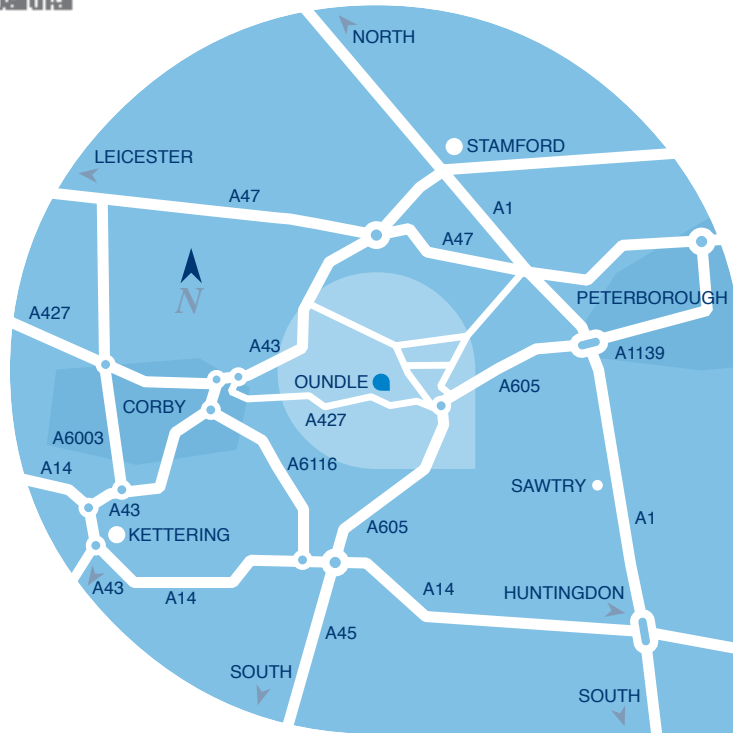 NORTH
STAMFORD
LEICESTER
A47
A1
A47
N
PETERBOROUGH
A427
A43
A1139
OUNDLE
A605
CORBY
A427
A6003
A6116
A14
SAWTRY
A43
A1
A605
KETTERING
A43
A14
A14
HUNTINGDON
A45
SOUTH
SOUTH